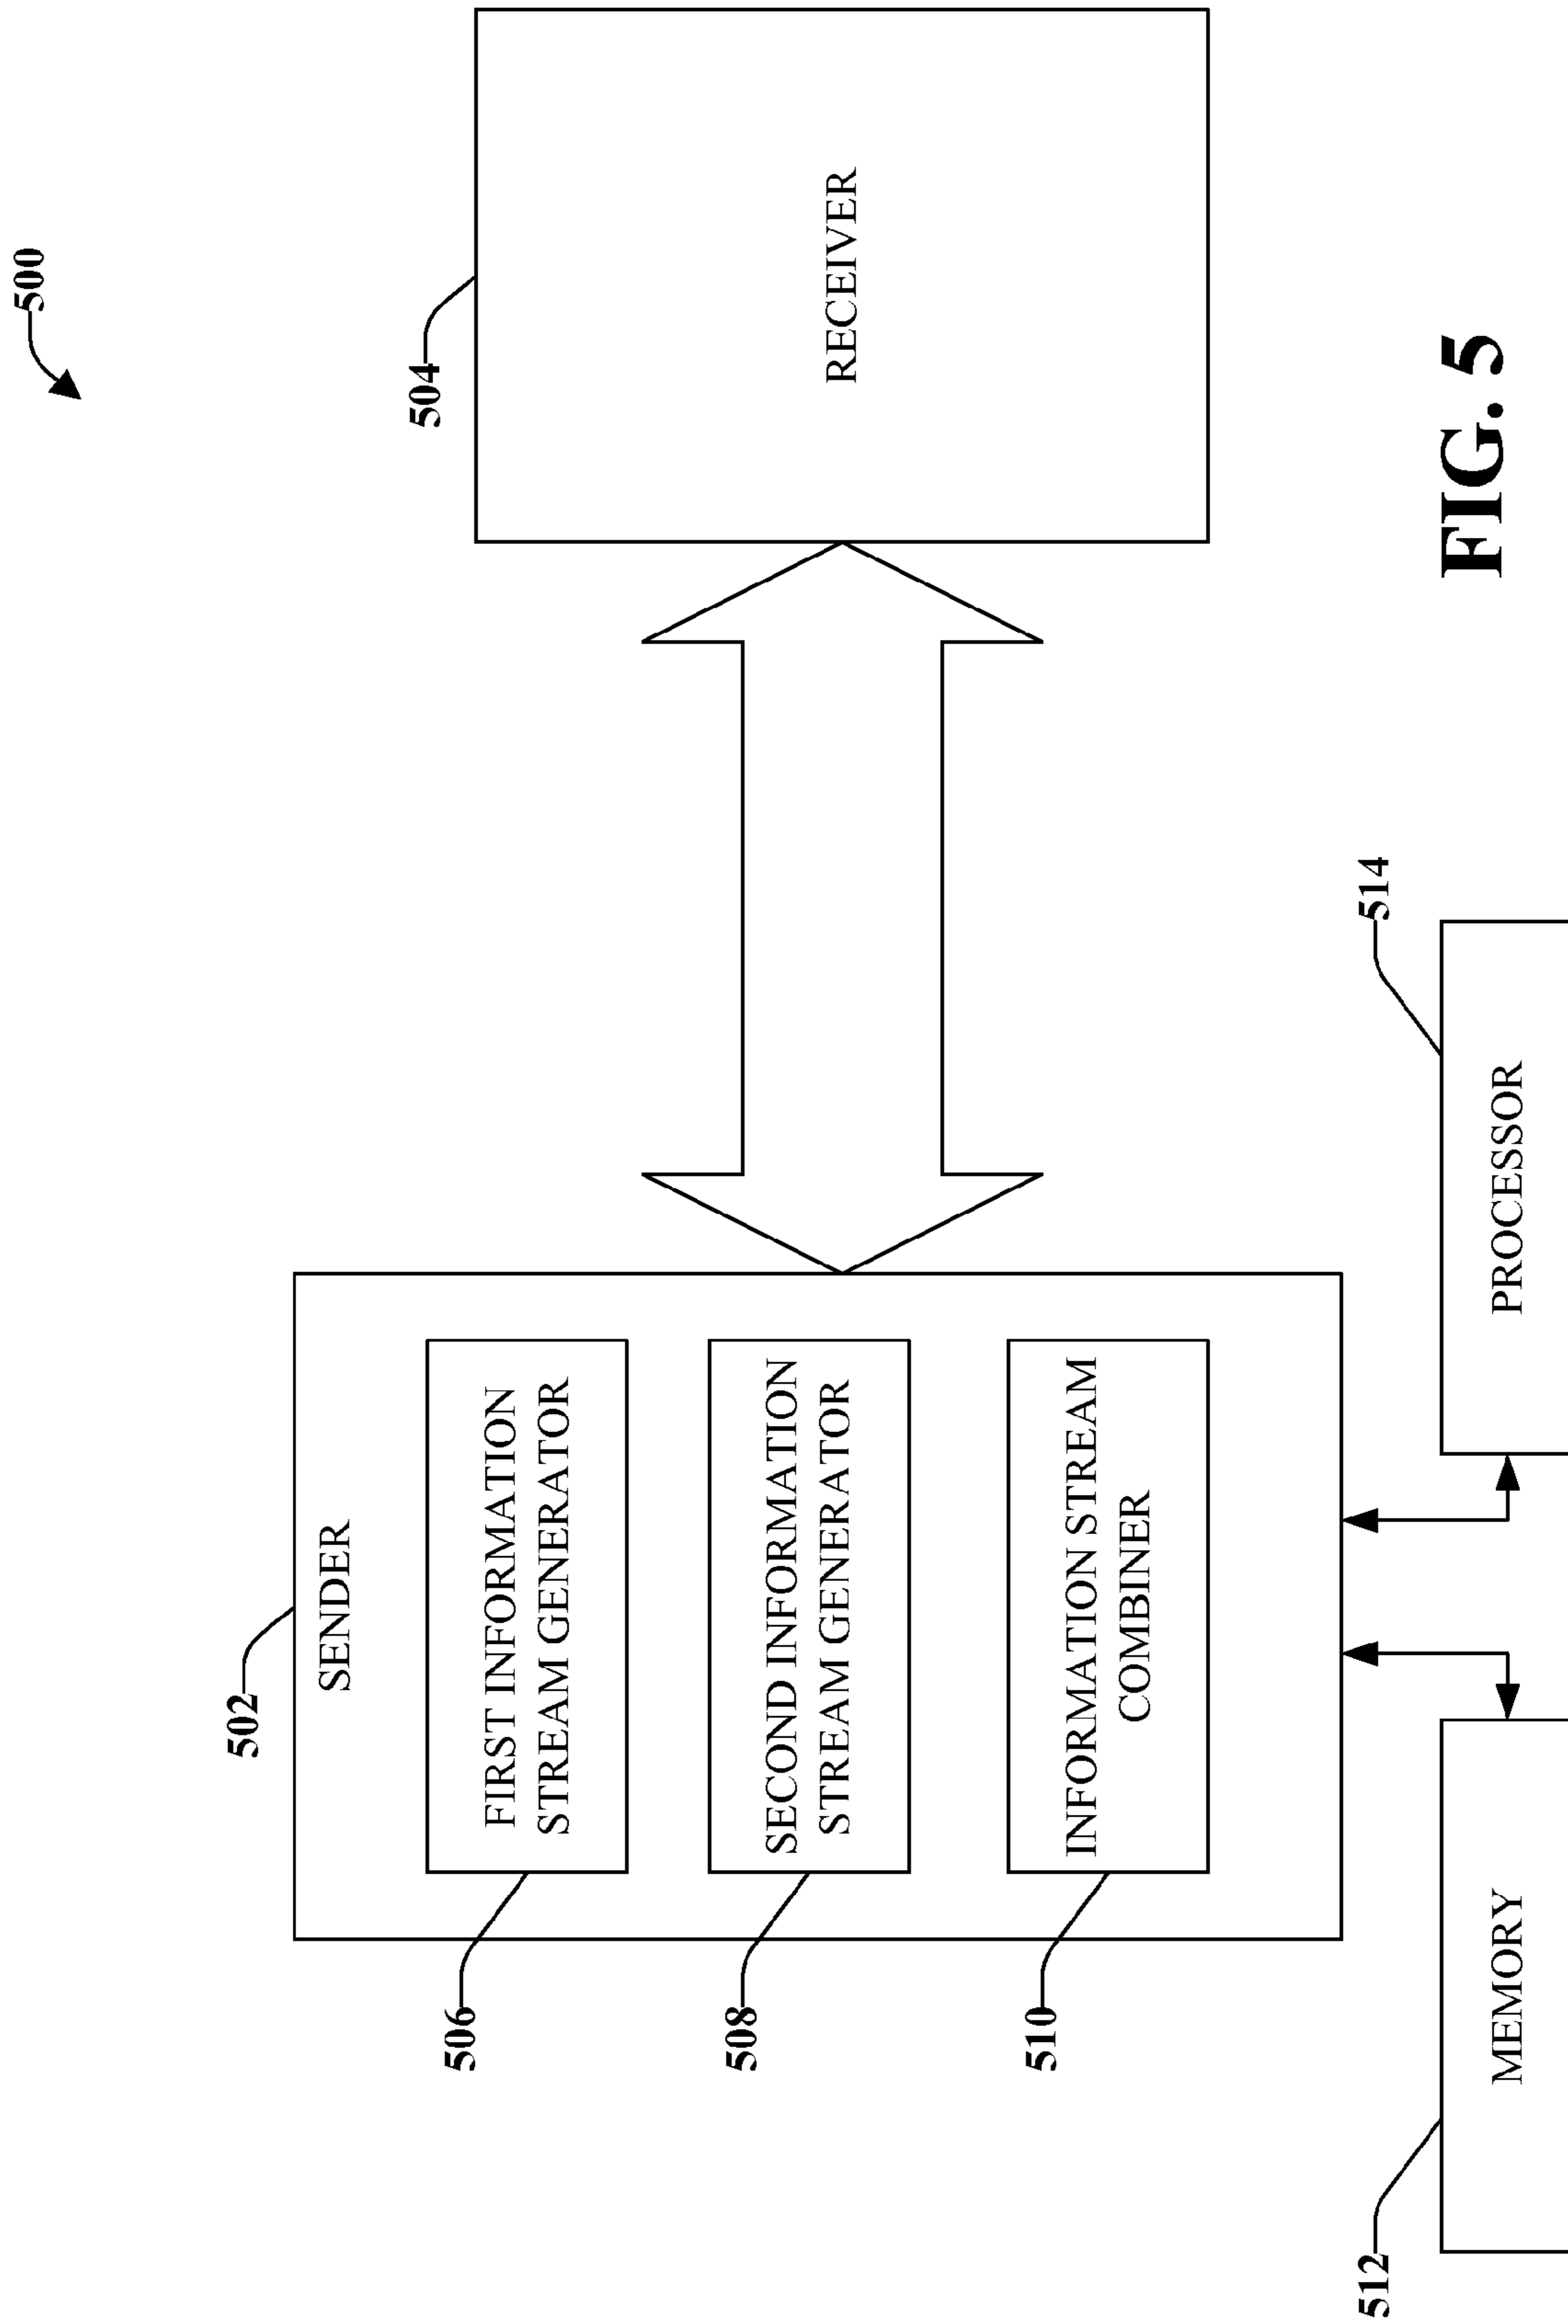 500
502
SENDER
504
506
FIRST INFORMATION
STREAM GENERATOR
RECEIVER
508
SECOND INFORMATION
STREAM GENERATOR
510
INFORMATION STREAM
COMBINER
512
MEMORY
514
PROCESSOR
FIG. 5